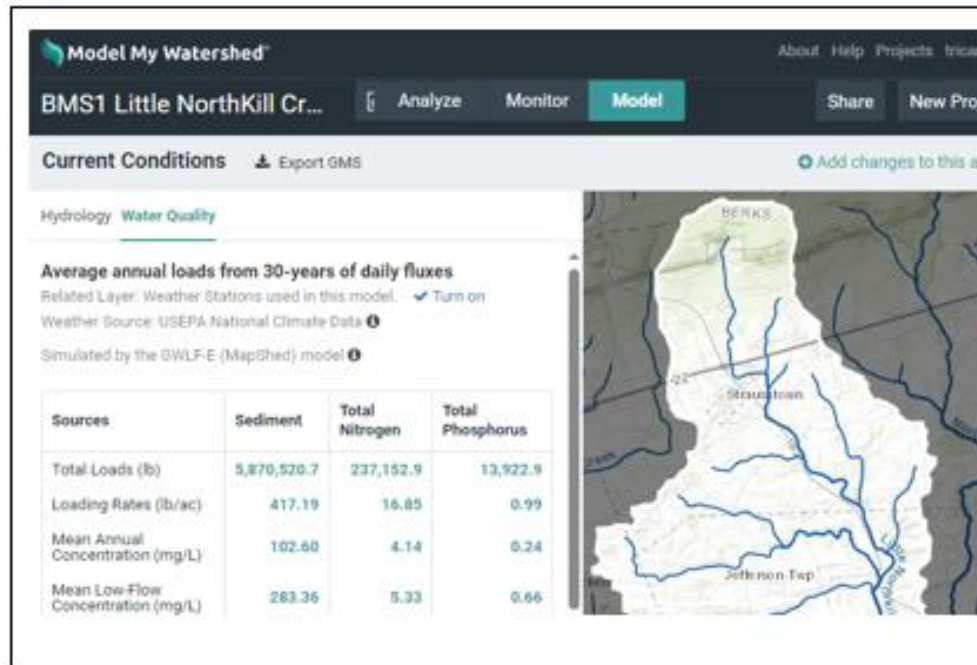 Model My Watershed
About Help Projects
BMS1 Little NorthKill Cr... Analyze Monitor Model Share New Pro
Current Conditions Export GMS Add changes to this a
Hydrology Water Quality
Average annual loads from 30-years of daily fluxes
Related Layer: Weather Stations used in this model. Turn on
Weather Source: USEPA National Climate Data
Simulated by the GWLF-E (MapShed) model
Sources Sediment Total Nitrogen Total Phosphorus
Total Loads (lb) 5,870,520.7 237,152.9 13,922.9
Loading Rates (lb/ac) 417.19 16.85 0.99
Mean Annual Concentration (mg/L) 102.60 4.14 0.24
Mean Low-Flow Concentration (mg/L) 283.36 5.33 0.66
BERKS
Strausstown
Jefferson Twp